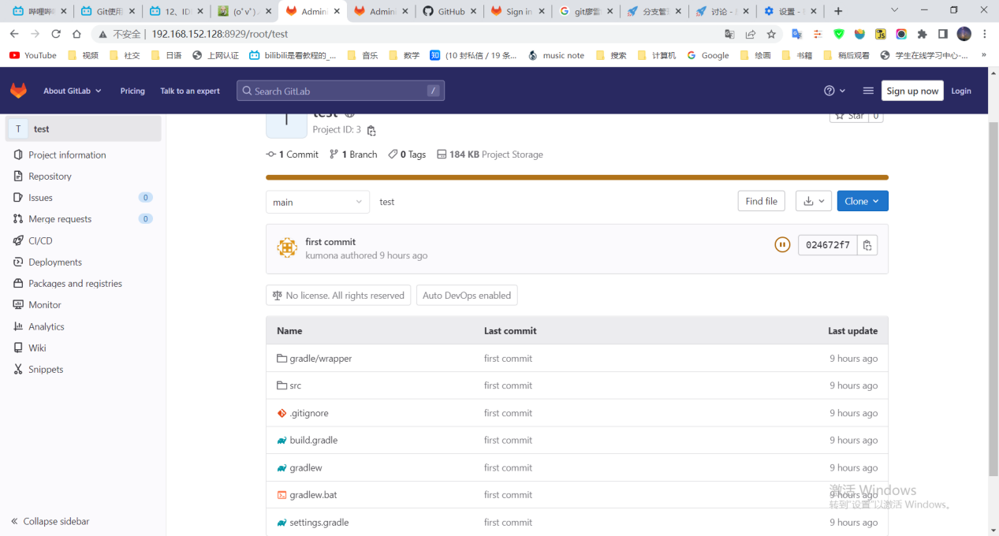 哔哩哔
Git使用
12、ID
(oﾟvﾟ)
Admini
Admini
GitHub
Sign in
git廖雪
分支管理
讨论 -
设置 -
不安全 | 192.168.152.128:8929/root/test
YouTube 视频 社交 日语 上网认证 bilibili是看教程的_... 音乐 数学 (10 封私信 / 19 条... music note 搜索 计算机 Google 绘画 书籍 稍后观看 学生在线学习中心-... »
About GitLab Pricing Talk to an expert Search GitLab / Sign up now Login
T test
Project information
Repository
Issues 0
Merge requests 0
CI/CD
Deployments
Packages and registries
Monitor
Analytics
Wiki
Snippets
Collapse sidebar
test
Project ID: 3
Star 0
1 Commit 1 Branch 0 Tags 184 KB Project Storage
main test Find file Clone
first commit
kumona authored 9 hours ago
024672f7
No license. All rights reserved Auto DevOps enabled
Name Last commit Last update
gradle/wrapper first commit 9 hours ago
src first commit 9 hours ago
.gitignore first commit 9 hours ago
build.gradle first commit 9 hours ago
gradlew first commit 9 hours ago
gradlew.bat first commit 9 hours ago
settings.gradle first commit 9 hours ago
激活 Windows
转到"设置"以激活 Windows。